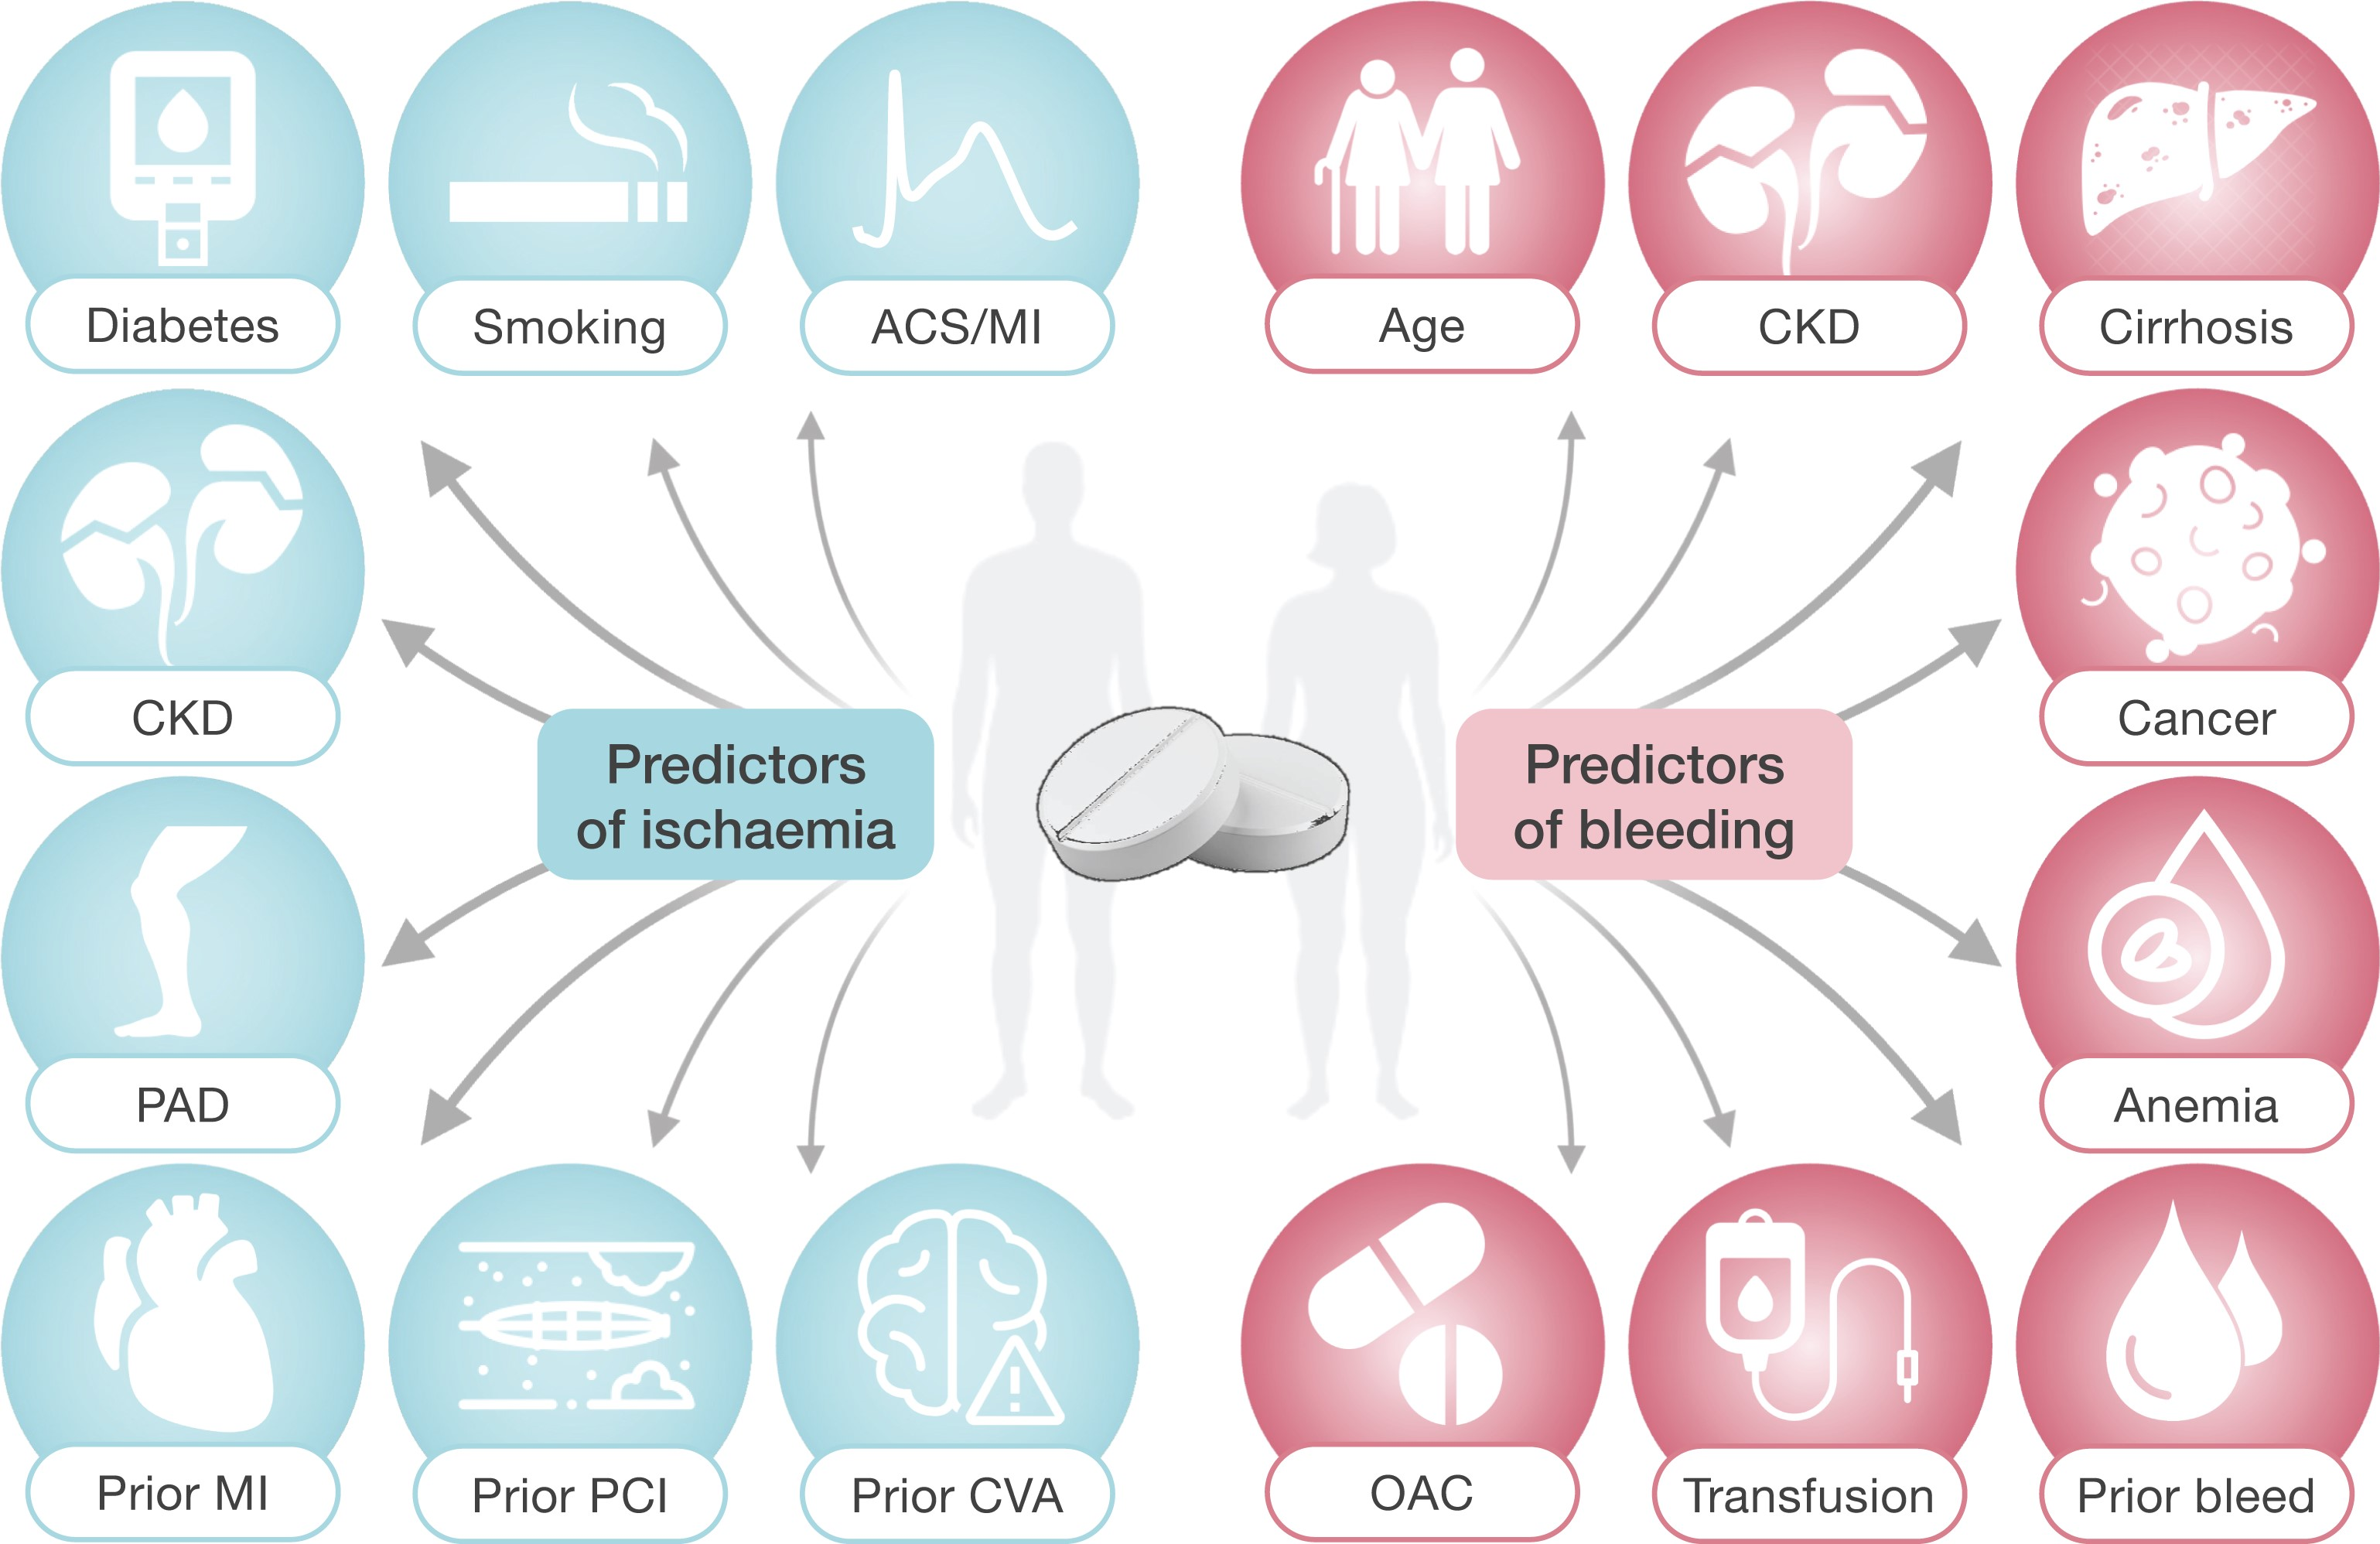 Diabetes
Smoking
ACS/MI
Age
CKD
Cirrhosis
CKD
Cancer
Predictors
of ischaemia
Predictors
of bleeding
PAD
Anemia
Prior MI
Prior PCI
Prior CVA
OAC
Transfusion
Prior bleed